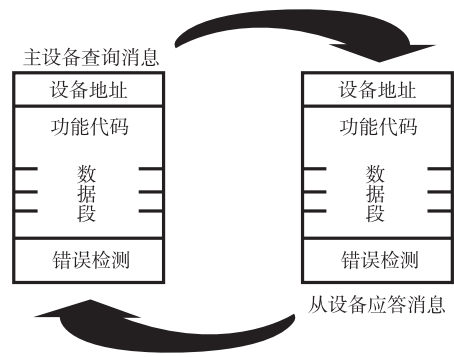 主设备查询消息
设备地址
功能代码
数
据
段
错误检测
设备地址
功能代码
数
据
段
错误检测
从设备应答消息